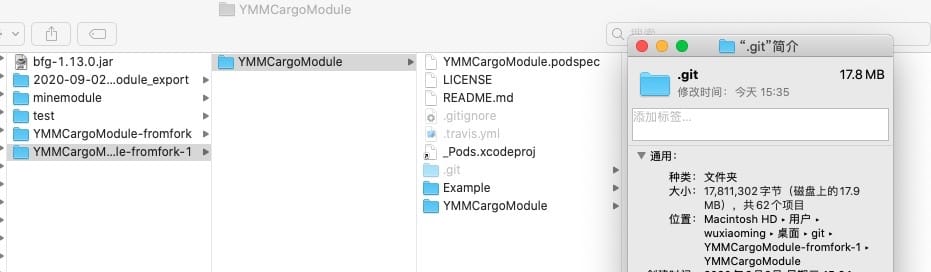 YMMCargoModule
搜索
bfg-1.13.0.jar
2020-09-02...odule_export
minemodule
test
YMMCargoModule-fromfork
YMMCargoM...le-fromfork-1
YMMCargoModule
YMMCargoModule.podspec
LICENSE
README.md
.gitignore
.travis.yml
_Pods.xcodeproj
.git
Example
YMMCargoModule
“.git”简介
.git 17.8 MB
修改时间: 今天 15:35
添加标签...
通用:
种类: 文件夹
大小: 17,811,302 字节（磁盘上的17.9
MB），共 62 个项目
位置: Macintosh HD ▸ 用户 ▸
wuxiaoming ▸ 桌面 ▸ git ▸
YMMCargoModule-fromfork-1 ▸
YMMCargoModule